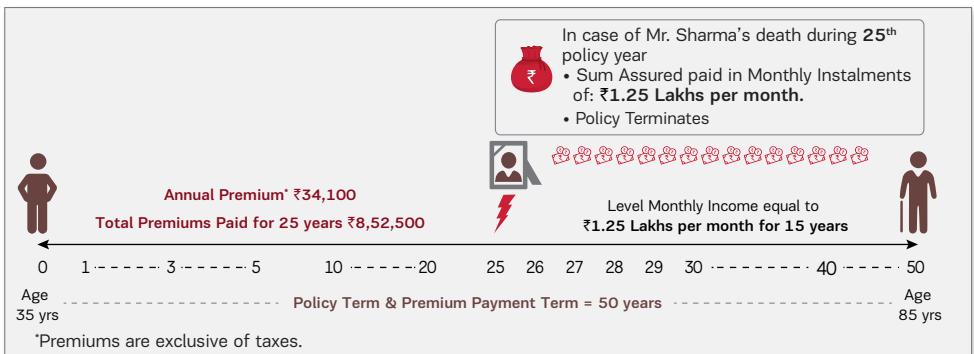 In case of Mr. Sharma's death during 25th
policy year
• Sum Assured paid in Monthly Instalments
of: ₹1.25 Lakhs per month.
• Policy Terminates
Annual Premium* ₹34,100
Total Premiums Paid for 25 years ₹8,52,500
Level Monthly Income equal to
₹1.25 Lakhs per month for 15 years
0 1 3 5 10 20 25 26 27 28 29 30 40 50
Age
35 yrs
Policy Term & Premium Payment Term = 50 years
Age
85 yrs
*Premiums are exclusive of taxes.